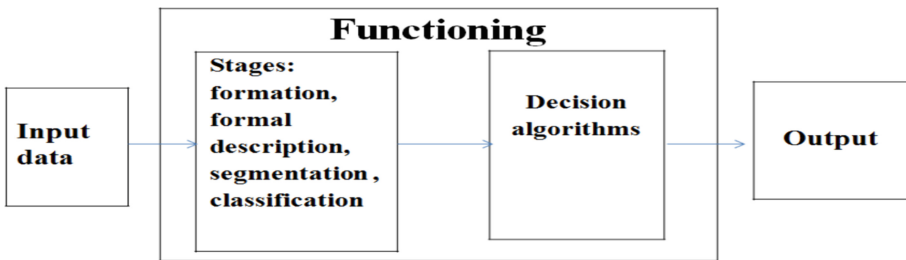 Functioning
Input
data
Stages:
formation,
formal
description,
segmentation ,
classification
Decision
algorithms
Output